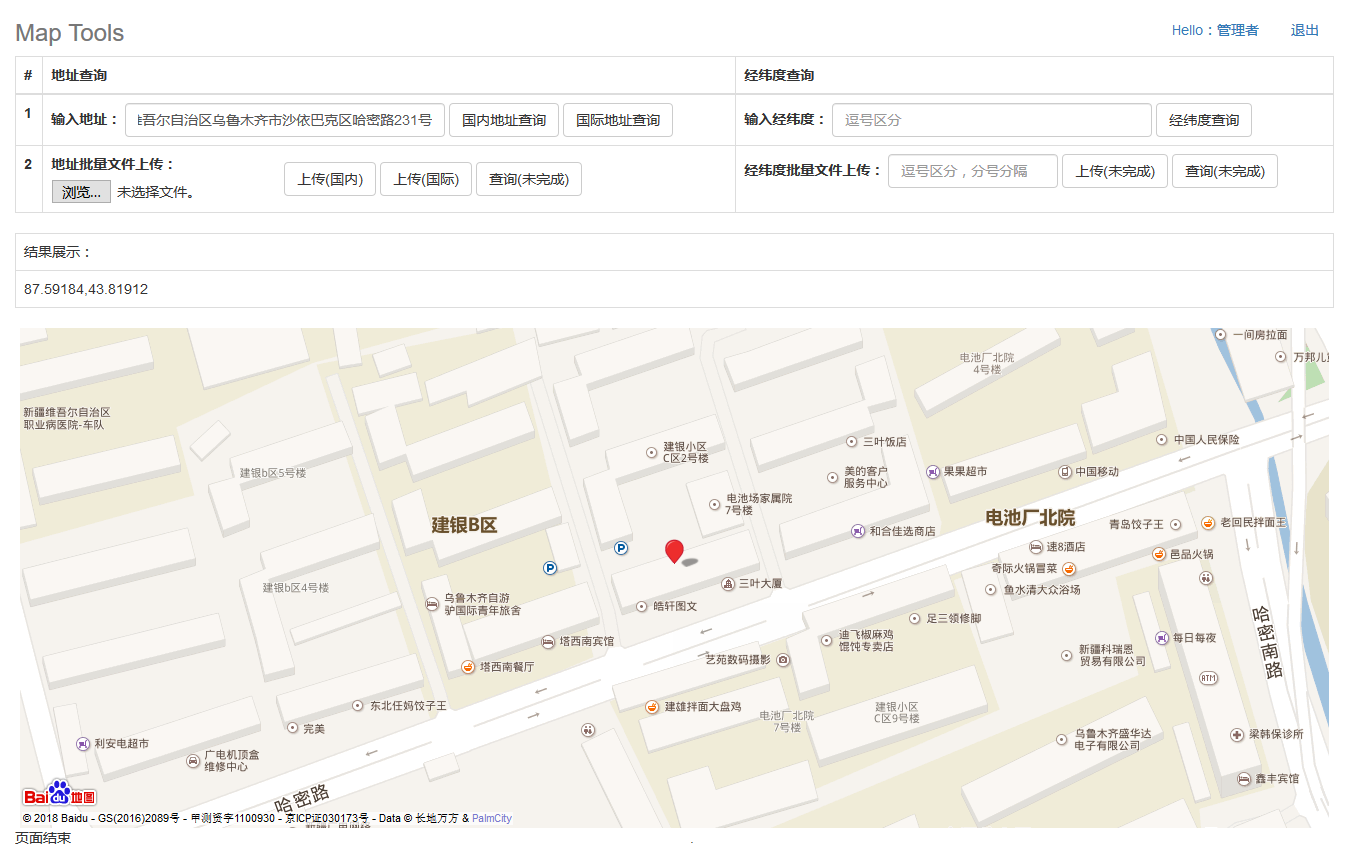 Map Tools
Hello：管理者 退出
# 地址查询 经纬度查询
1 输入地址： 吾尔自治区乌鲁木齐市沙依巴克区哈密路231号 国内地址查询 国际地址查询 输入经纬度： 逗号区分 经纬度查询
2 地址批量文件上传：
浏览... 未选择文件。 上传(国内) 上传(国际) 查询(未完成) 经纬度批量文件上传： 逗号区分，分号分隔 上传(未完成) 查询(未完成)
结果展示：
87.59184,43.81912
一间房拉面
万邦儿
电池厂北院
4号楼
新疆维吾尔自治区
职业病医院-车队
中国人民保险
三叶饭店
建银小区
C区2号楼
建银b区5号楼
美的客户
服务中心
果果超市
中国移动
电池场家属院
7号楼
建银B区
电池厂北院
青岛饺子王
老回民拌面王
和合佳选商店
速8酒店
邑品火锅
奇际火锅冒菜
P
P
三叶大厦
建银b区4号楼
鱼水清大众浴场
乌鲁木齐自游
驴国际青年旅舍
皓轩图文
足三领修脚
塔西南宾馆
迪飞椒麻鸡
馄饨专卖店
每日每夜
哈密南路
新疆科瑞恩
贸易有限公司
艺苑数码摄影
塔西南餐厅
ATM
东北任妈饺子王
建雄拌面大盘鸡
电池厂北院
7号楼
建银小区
C区9号楼
完美
利安电超市
乌鲁木齐盛华达
电子有限公司
梁韩保诊所
广电机顶盒
维修中心
鑫丰宾馆
哈密路
Baidu地图
© 2018 Baidu - GS(2016)2089号 - 甲测资字1100930 - 京ICP证030173号 - Data © 长地万方 & PalmCity
页面结束